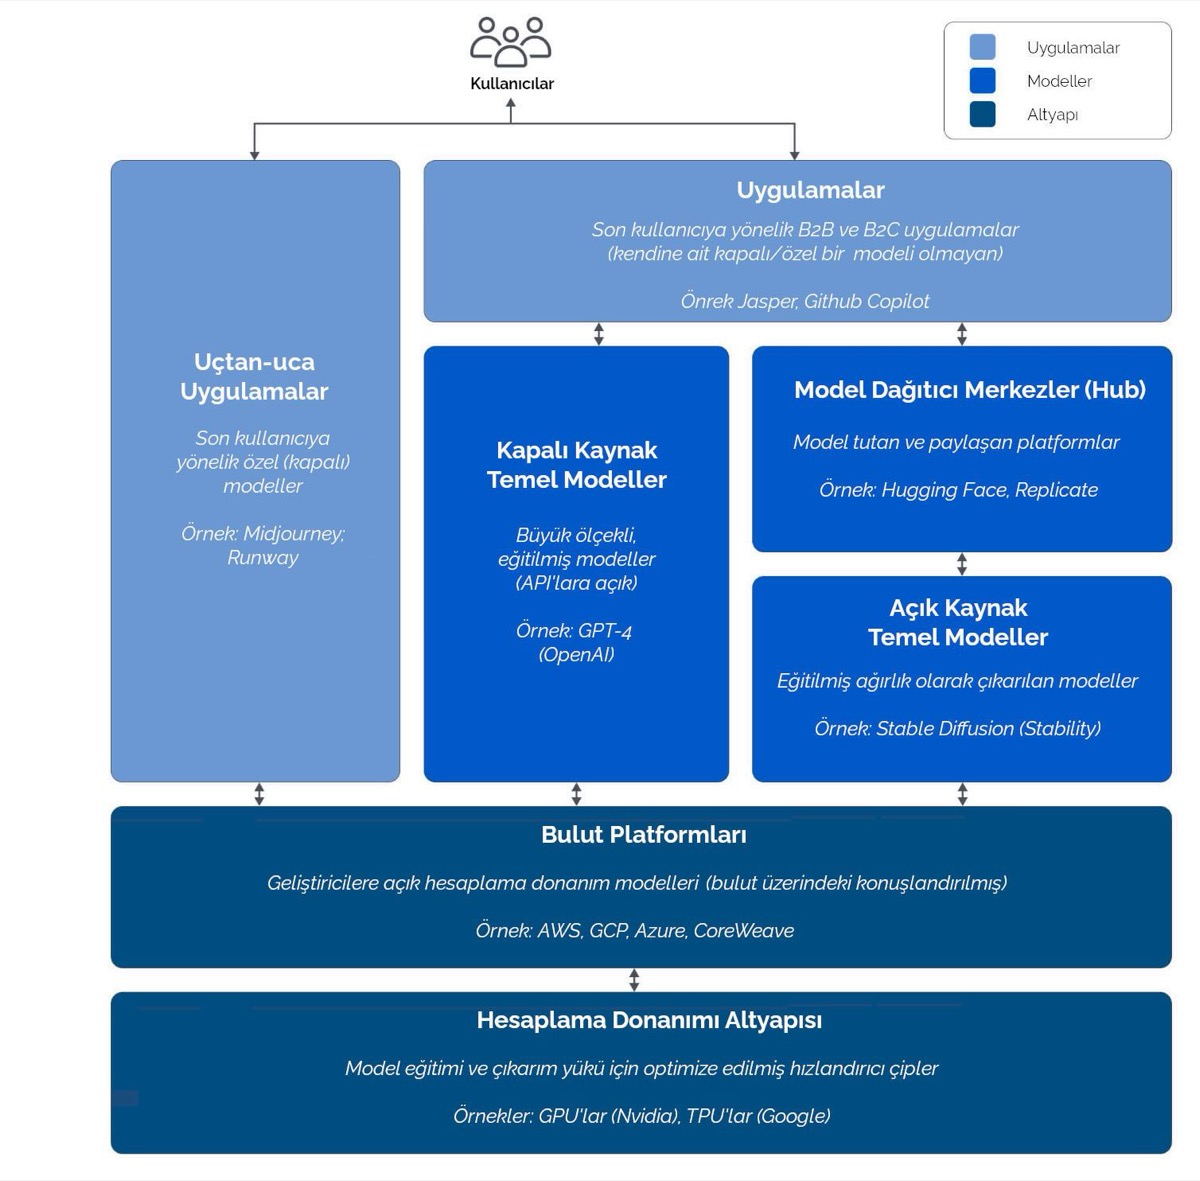 Kullanıcılar
Uygulamalar
Modeller
Altyapı
Uçtan-uca
Uygulamalar
Son kullanıcıya
yönelik özel (kapalı)
modeller
Örnek: Midjourney;
Runway
Uygulamalar
Son kullanıcıya yönelik B2B ve B2C uygulamalar
(kendine ait kapalı/özel bir modeli olmayan)
Önrek Jasper, Github Copilot
Kapalı Kaynak
Temel Modeller
Büyük ölçekli,
eğitilmiş modeller
(API'lara açık)
Örnek: GPT-4
(OpenAI)
Model Dağıtıcı Merkezler (Hub)
Model tutan ve paylaşan platformlar
Örnek: Hugging Face, Replicate
Açık Kaynak
Temel Modeller
Eğitilmiş ağırlık olarak çıkarılan modeller
Örnek: Stable Diffusion (Stability)
Bulut Platformları
Geliştiricilere açık hesaplama donanım modelleri (bulut üzerindeki konuşlandırılmış)
Örnek: AWS, GCP, Azure, CoreWeave
Hesaplama Donanımı Altyapısı
Model eğitimi ve çıkarım yükü için optimize edilmiş hızlandırıcı çipler
Örnekler: GPU'lar (Nvidia), TPU'lar (Google)